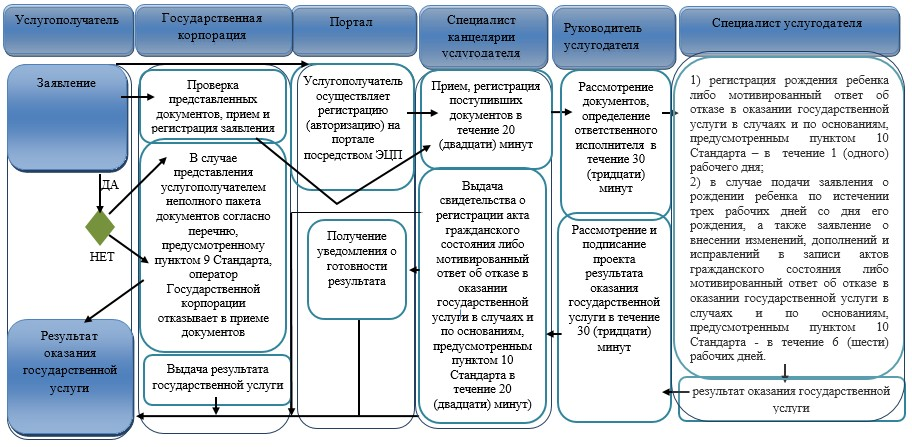 Услугополучатель
Государственная
корпорация
Портал
Специалист
канцелярии
услугодателя
Руководитель
услугодателя
Специалист услугодателя
Заявление
ДА
НЕТ
Результат
оказания
государственной
услуги
Проверка
представленных
документов, прием и
регистрация заявления
В случае
представления
услугополучателем
неполного пакета
документов согласно
перечню,
предусмотренному
пунктом 9 Стандарта,
оператор
Государственной
корпорации
отказывает в приеме
документов
Выдача результата
государственной услуги
Услугополучатель
осуществляет
регистрацию
(авторизацию) на
портале
посредством ЭЦП
Получение
уведомления о
готовности
результата
Прием, регистрация
поступивших
документов в
течение 20
(двадцати) минут
Выдача
свидетельства о
регистрации акта
гражданского
состояния либо
мотивированный
ответ об отказе в
оказании
государственной
услуги в случаях и
по основаниям,
предусмотренным
пунктом 10
Стандарта в
течение 20
(двадцати) минут)
Рассмотрение
документов,
определение
ответственного
исполнителя в
течение 30
(тридцати)
минут
Рассмотрение и
подписание
проекта
результата
оказания
государственной
услуги в течение
30 (тридцати)
минут
1) регистрация рождения ребенка
либо мотивированный ответ об
отказе в оказании государственной
услуги в случаях и по основаниям,
предусмотренным пунктом 10
Стандарта – в течение 1 (одного)
рабочего дня;
2) в случае подачи заявления о
рождении ребенка по истечении
трех рабочих дней со дня его
рождения, а также заявление о
внесении изменений, дополнений и
исправлений в записи актов
гражданского состояния либо
мотивированный ответ об отказе в
оказании государственной услуги в
случаях и по основаниям,
предусмотренным пунктом 10
Стандарта - в течение 6 (шести)
рабочих дней.
результат оказания государственной
услуги